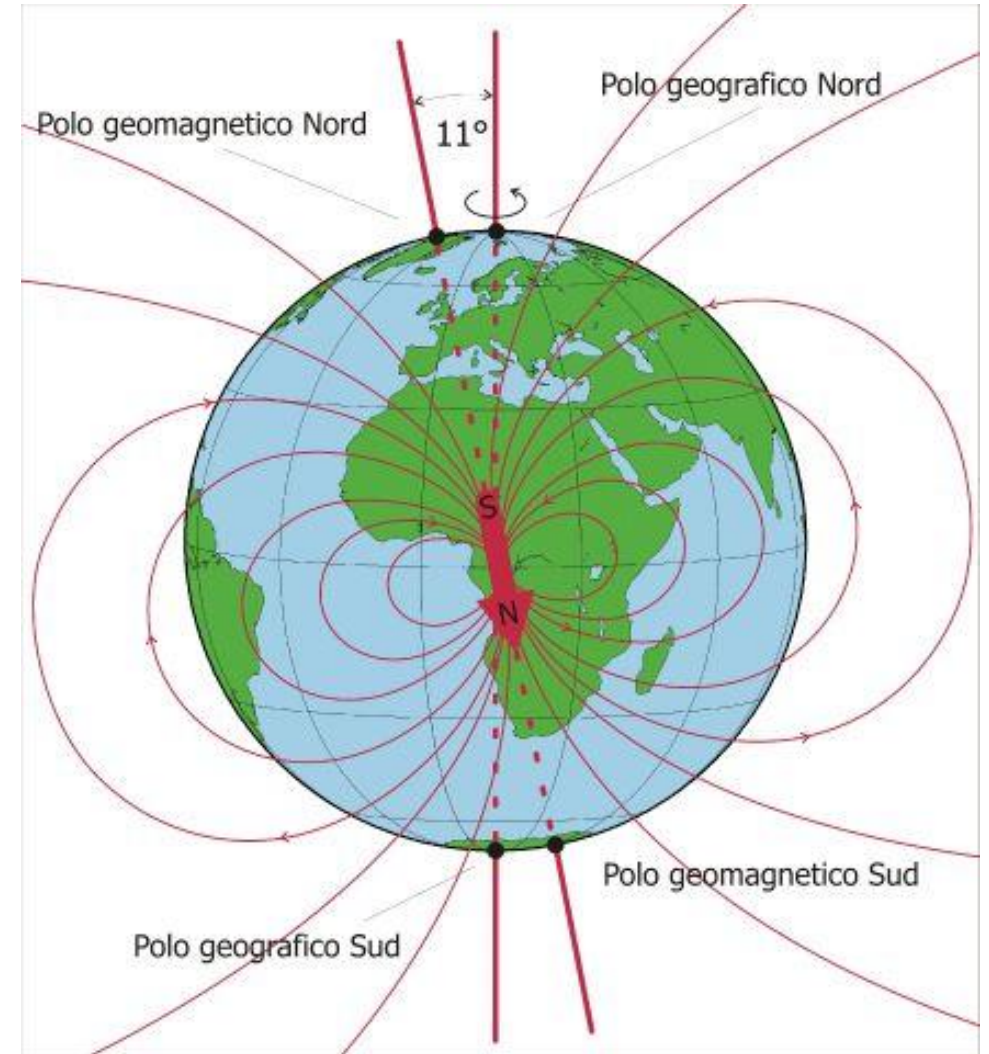 Polo geografico Nord
Polo geomagnetico Nord
11°
S
N
Polo geomagnetico Sud
Polo geografico Sud